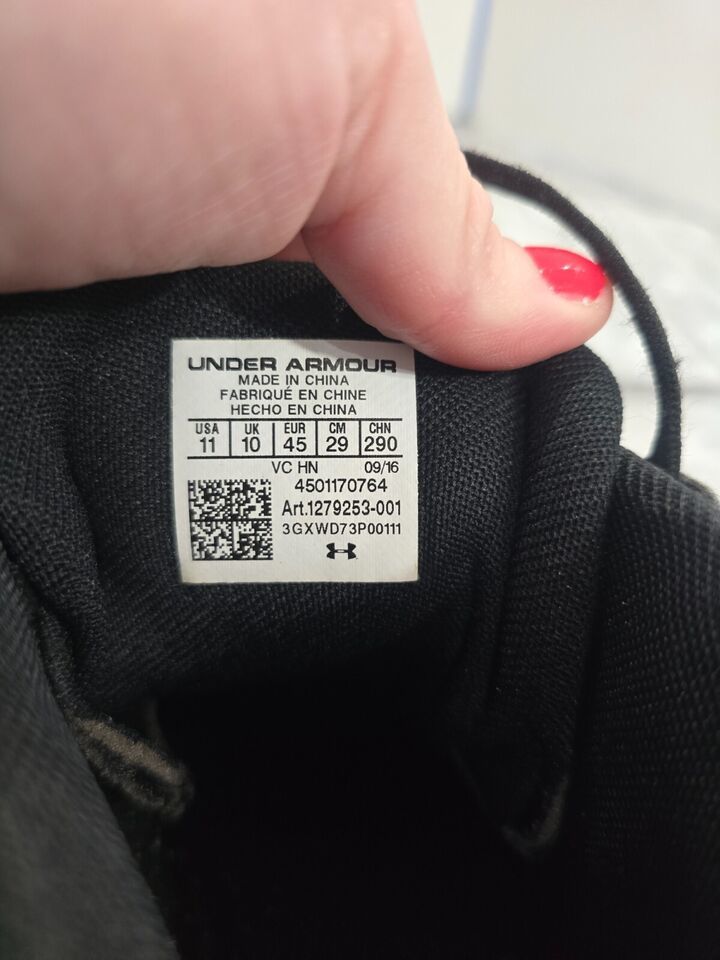 UNDER ARMOUR
MADE IN CHINA
FABRIQUÉ EN CHINE
HECHO EN CHINA
USA UK EUR CM CHN
11 10 45 29 290
VC HN 09/16
4501170764
Art.1279253-001
3GXWD73P00111